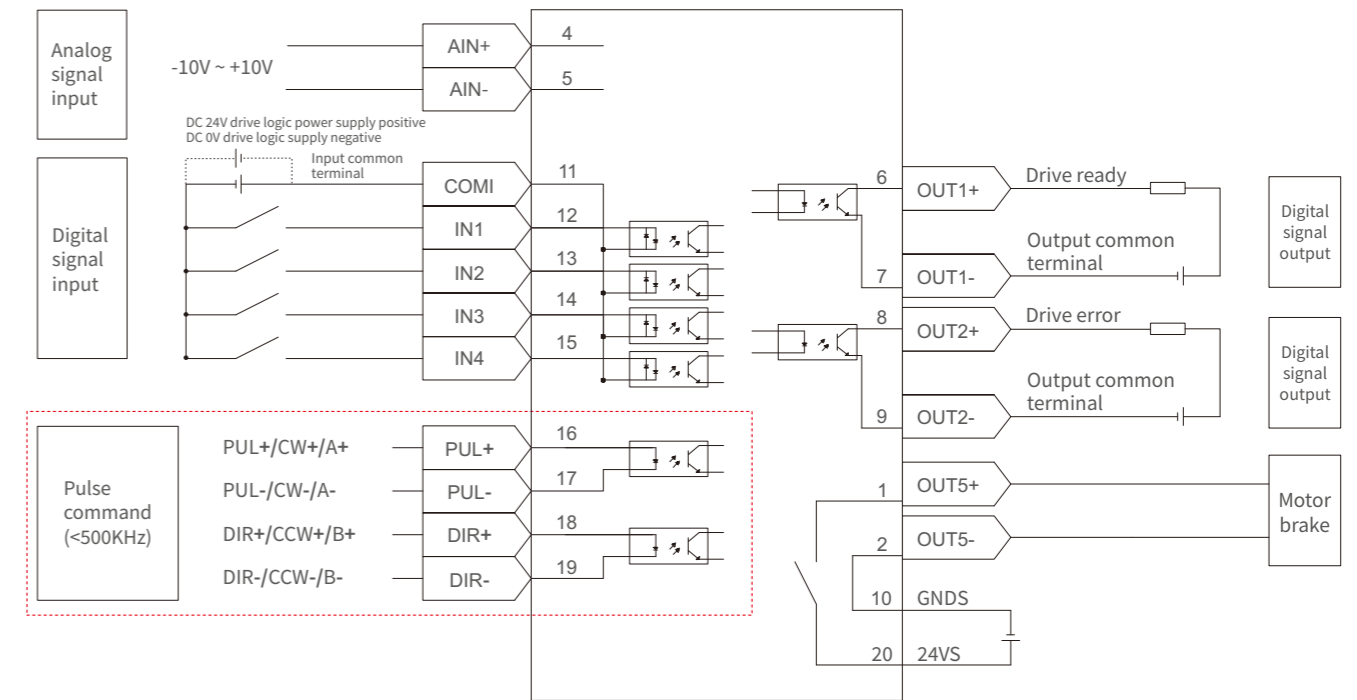 Analog
signal
input
-10V ~ +10V
AIN+
4
AIN-
5
DC 24V drive logic power supply positive
DC 0V drive logic supply negative
Input common
terminal
Digital
signal
input
COMI
11
IN1
12
IN2
13
IN3
14
IN4
15
Pulse
command
(<500KHz)
PUL+/CW+/A+
PUL+
16
PUL-/CW-/A-
PUL-
17
DIR+/CCW+/B+
DIR+
18
DIR-/CCW-/B-
DIR-
19
6
OUT1+
Drive ready
Output common
terminal
7
OUT1-
Digital
signal
output
8
OUT2+
Drive error
Output common
terminal
9
OUT2-
Digital
signal
output
1
OUT5+
2
OUT5-
Motor
brake
10
GNDS
20
24VS